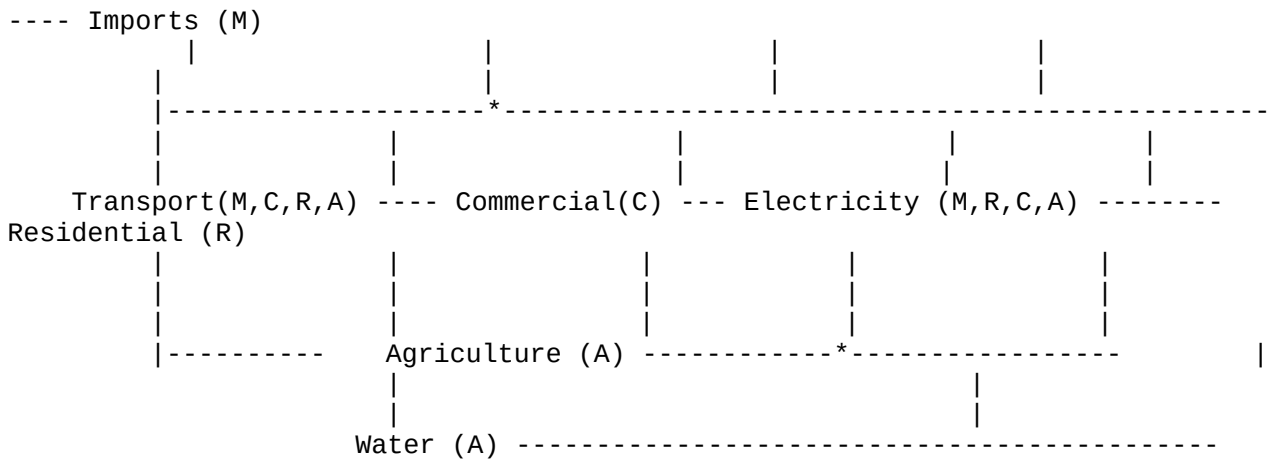 ---- Imports (M)
Transport(M,C,R,A) ---- Commercial(C) --- Electricity (M,R,C,A) --------
Residential (R)
|---------- Agriculture (A) ------------*-----------------
Water (A) --------------------------------------------